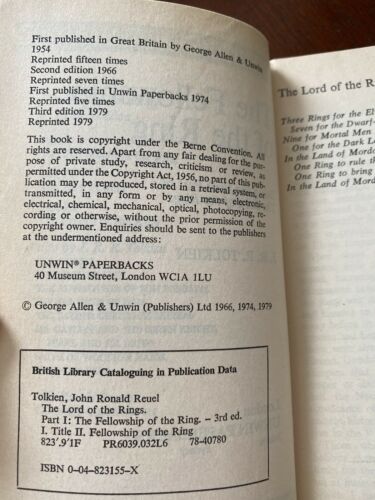 First published in Great Britain by George Allen & Unwin
1954
Reprinted fifteen times
Second edition 1966
Reprinted seven times
First published in Unwin Paperbacks 1974
Reprinted five times
Third edition 1979
Reprinted 1979
This book is copyright under the Berne Convention. All
rights are reserved. Apart from any fair dealing for the pur-
pose of private study, research, criticism or review, as
permitted under the Copyright Act, 1956, no part of this pub-
lication may be reproduced, stored in a retrieval system, or
transmitted, in any form or by any means, electronic,
electrical, chemical, mechanical, optical, photocopying, re-
cording or otherwise, without the prior permission of the
copyright owner. Enquiries should be sent to the publishers
at the undermentioned address:
UNWIN® PAPERBACKS
40 Museum Street, London WC1A 1LU
© George Allen & Unwin (Publishers) Ltd 1966, 1974, 1979
British Library Cataloguing in Publication Data
Tolkien, John Ronald Reuel
The Lord of the Rings.
Part I: The Fellowship of the Ring. – 3rd ed.
I. Title II. Fellowship of the Ring
823'.9'1F PR6039.032L6 78-40780
ISBN 0-04-823155-X
The Lord of the R
Three Rings for the El
Seven for the Dwarf-
Nine for Mortal Men
One for the Dark L
In the Land of Mord
One Ring to rule th
One Ring to bring
In the Land of Mord